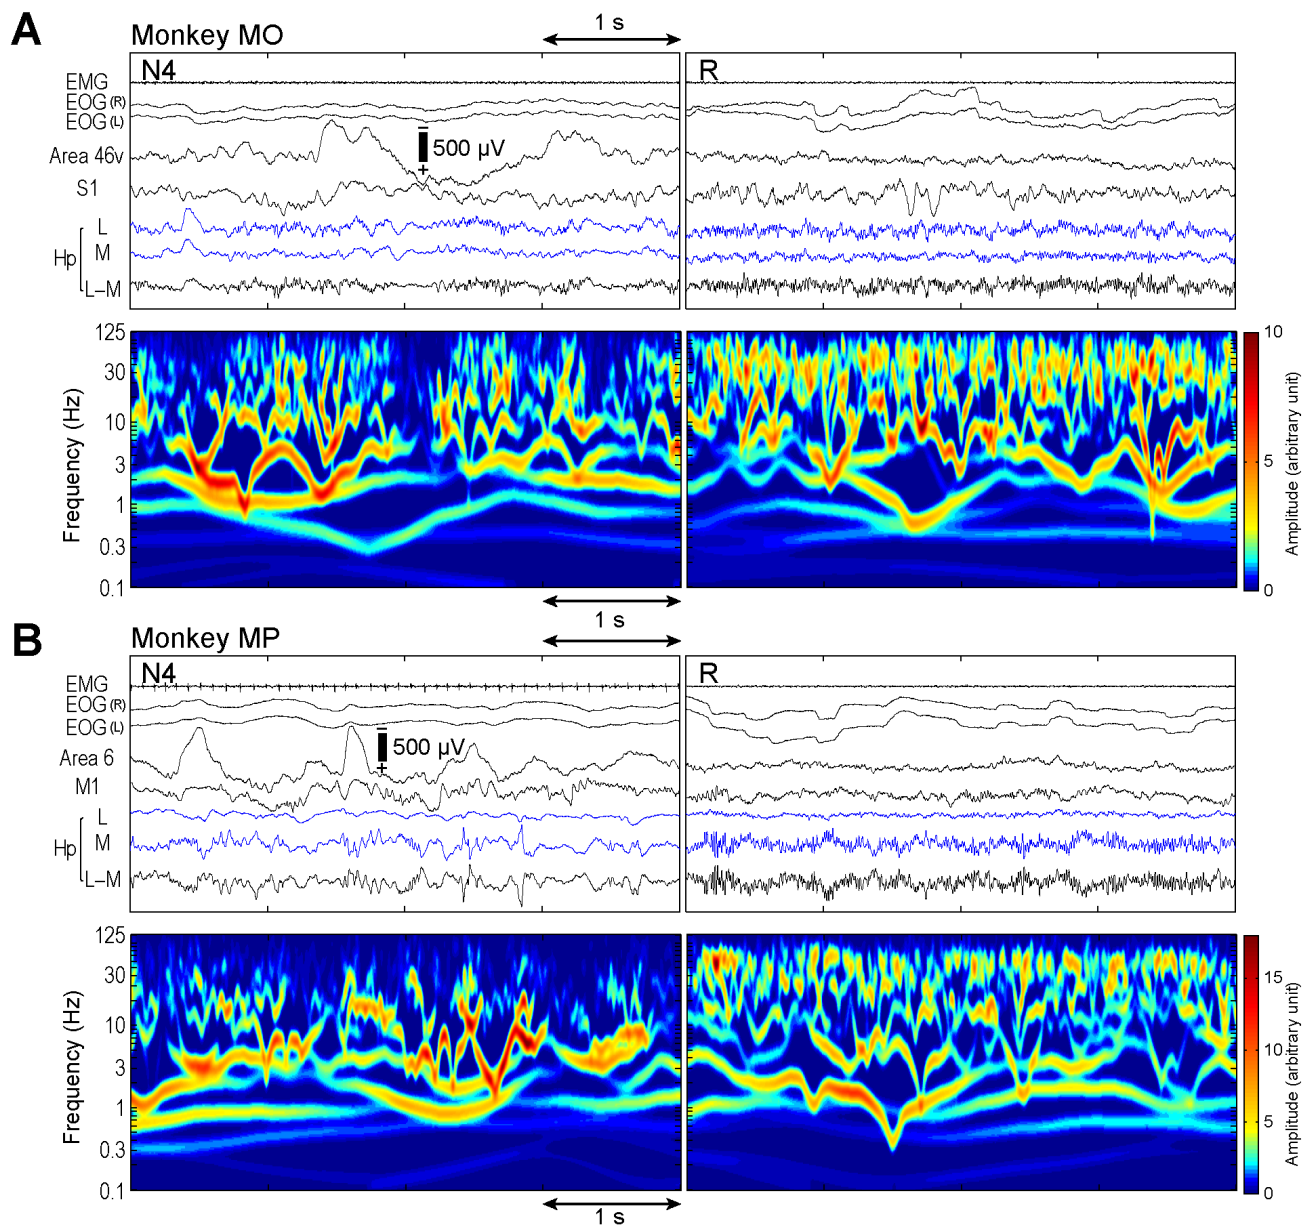 A
Monkey MO
1 s
N4
R
EMG
EOG (R)
EOG (L)
Area 46v
500 µV
S1
Hp
L
M
L–M
125
30
10
3
1
0.3
0.1
Frequency (Hz)
10
5
0
Amplitude (arbitrary unit)
1 s
B
Monkey MP
1 s
N4
R
EMG
EOG (R)
EOG (L)
Area 6
500 µV
M1
Hp
L
M
L–M
125
30
10
3
1
0.3
0.1
Frequency (Hz)
15
10
5
0
Amplitude (arbitrary unit)
1 s